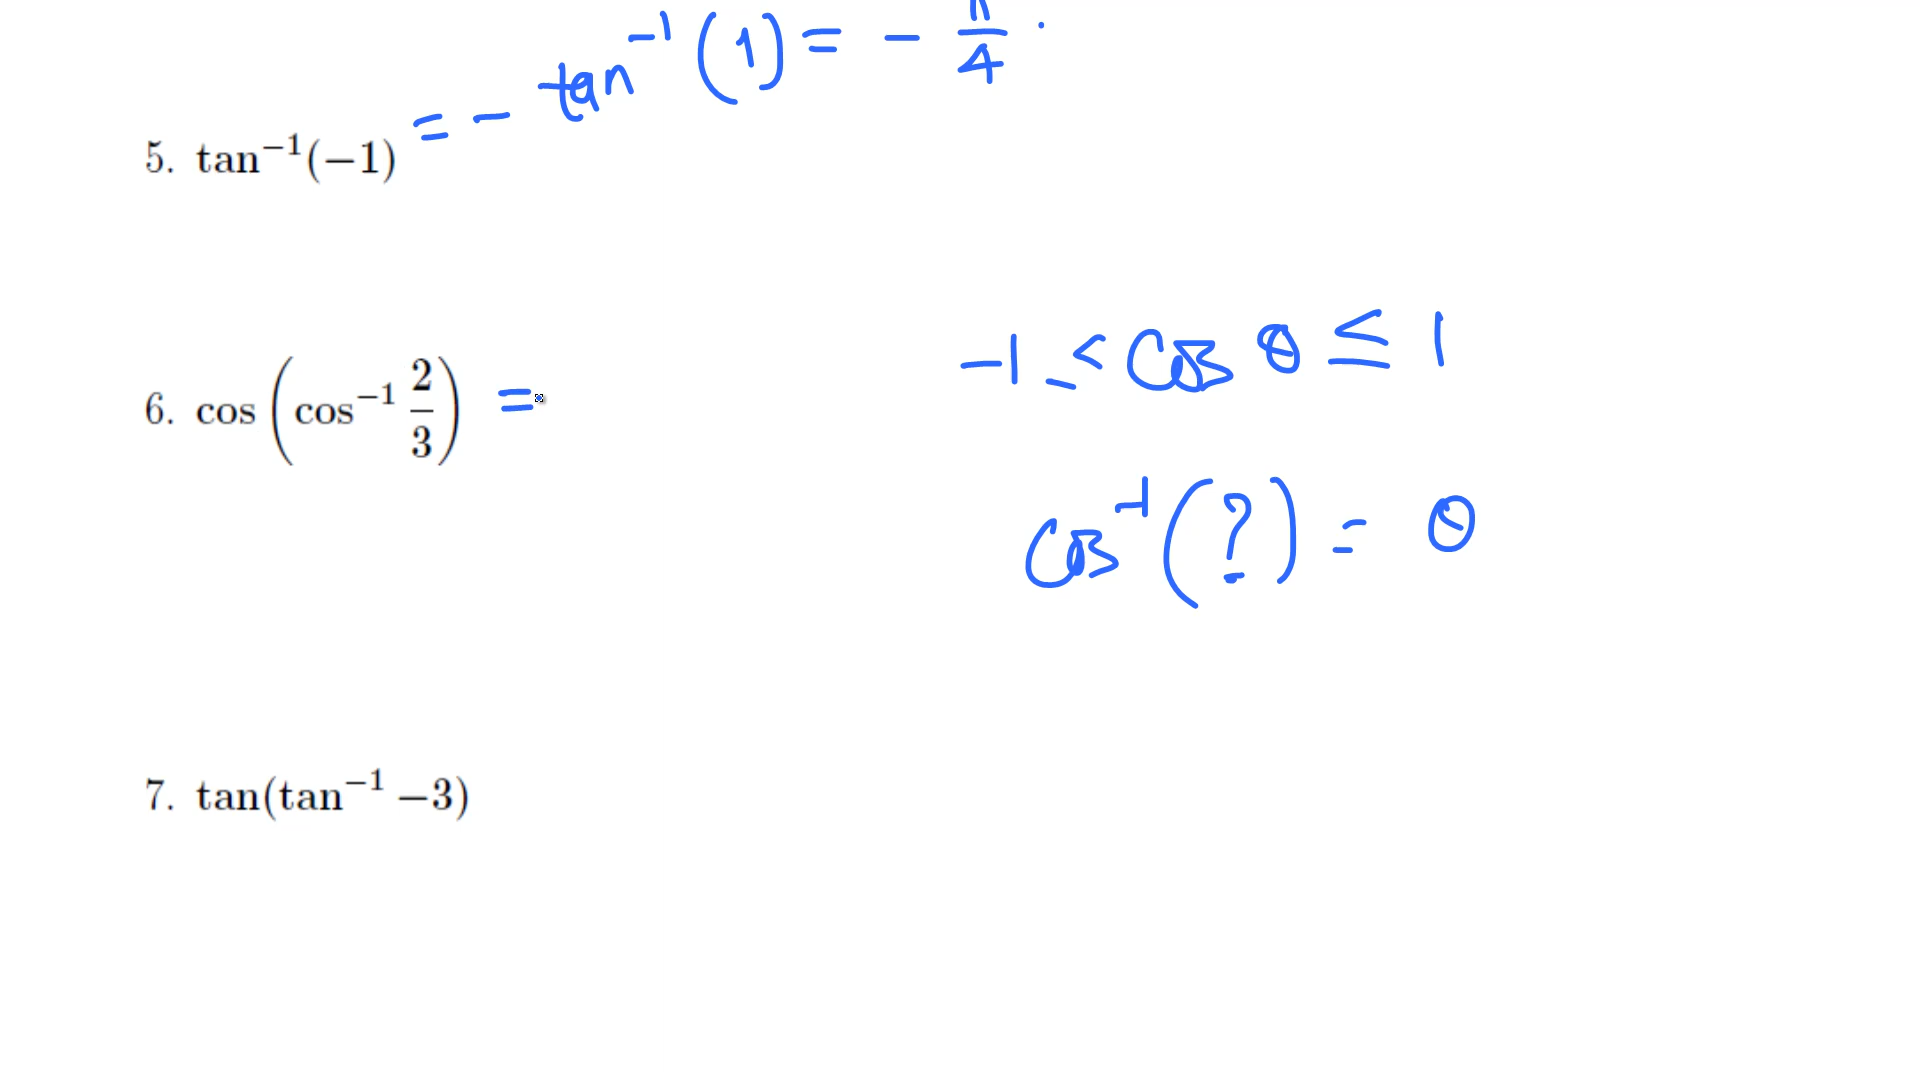 5. tan⁻¹(−1) = − tan⁻¹(1) = − π/4 .
−1 ≤ cos θ ≤ 1
6. cos(cos⁻¹ 2/3) =
cos⁻¹(?) = θ
7. tan(tan⁻¹ −3)